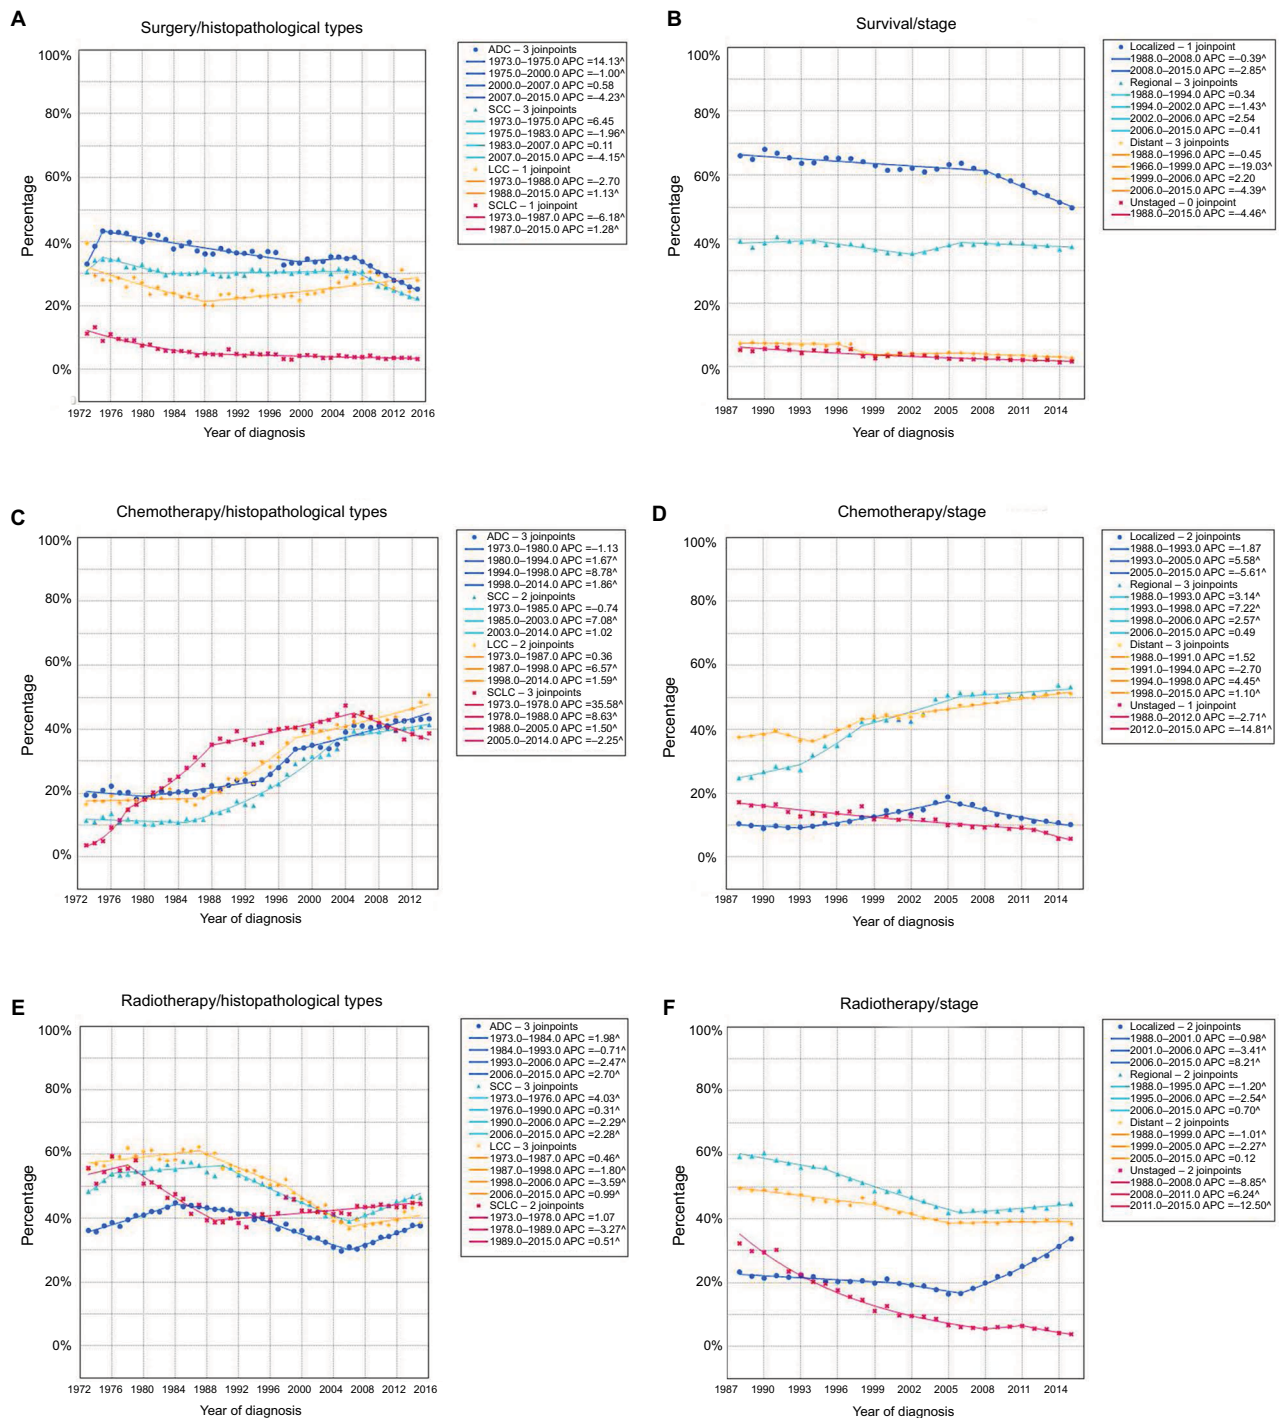 A
Surgery/histopathological types
100%
80%
60%
40%
20%
0%
Percentage
1972 1976 1980 1984 1988 1992 1996 2000 2004 2008 2012 2016
Year of diagnosis
ADC – 3 joinpoints
1973.0–1975.0 APC =14.13^
1975.0–2000.0 APC =–1.00^
2000.0–2007.0 APC =0.58
2007.0–2015.0 APC =–4.23^
SCC – 3 joinpoints
1973.0–1975.0 APC =6.45
1975.0–1983.0 APC =–1.96^
1983.0–2007.0 APC =0.11
2007.0–2015.0 APC =–4.15^
LCC – 1 joinpoint
1973.0–1988.0 APC =–2.70
1988.0–2015.0 APC =1.13^
SCLC – 1 joinpoint
1973.0–1987.0 APC =–6.18^
1987.0–2015.0 APC =1.28^
B
Survival/stage
100%
80%
60%
40%
20%
0%
Percentage
1987 1990 1993 1996 1999 2002 2005 2008 2011 2014
Year of diagnosis
Localized – 1 joinpoint
1988.0–2008.0 APC =–0.39^
2008.0–2015.0 APC =–2.85^
Regional – 3 joinpoints
1988.0–1994.0 APC =0.34
1994.0–2002.0 APC =–1.43^
2002.0–2006.0 APC =2.54
2006.0–2015.0 APC =–0.41
Distant – 3 joinpoints
1988.0–1996.0 APC =–0.45
1966.0–1999.0 APC =–19.03^
1999.0–2006.0 APC =2.20
2006.0–2015.0 APC =–4.39^
Unstaged – 0 joinpoint
1988.0–2015.0 APC =–4.46^
C
Chemotherapy/histopathological types
100%
80%
60%
40%
20%
0%
Percentage
1972 1976 1980 1984 1988 1992 1996 2000 2004 2008 2012 2016
Year of diagnosis
ADC – 3 joinpoints
1973.0–1980.0 APC =–1.13
1980.0–1994.0 APC =1.67^
1994.0–1998.0 APC =8.78^
1998.0–2014.0 APC =1.86^
SCC – 2 joinpoints
1973.0–1985.0 APC =–0.74
1985.0–2003.0 APC =7.08^
2003.0–2014.0 APC =1.02
LCC – 2 joinpoints
1973.0–1987.0 APC =0.36
1987.0–1998.0 APC =6.57^
1998.0–2014.0 APC =1.59^
SCLC – 3 joinpoints
1973.0–1978.0 APC =35.58^
1978.0–1988.0 APC =8.63^
1988.0–2005.0 APC =1.50^
2005.0–2014.0 APC =–2.25^
D
Chemotherapy/stage
100%
80%
60%
40%
20%
0%
Percentage
1987 1990 1993 1996 1999 2002 2005 2008 2011 2014
Year of diagnosis
Localized – 2 joinpoints
1988.0–1993.0 APC =–1.87
1993.0–2005.0 APC =5.58^
2005.0–2015.0 APC =–5.61^
Regional – 3 joinpoints
1988.0–1993.0 APC =3.14^
1993.0–1998.0 APC =7.22^
1998.0–2006.0 APC =2.57^
2006.0–2015.0 APC =0.49
Distant – 3 joinpoints
1988.0–1991.0 APC =1.52
1991.0–1994.0 APC =–2.70
1994.0–1998.0 APC =4.45^
1998.0–2015.0 APC =1.10^
Unstaged – 1 joinpoint
1988.0–2012.0 APC =–2.71^
2012.0–2015.0 APC =–14.81^
E
Radiotherapy/histopathological types
100%
80%
60%
40%
20%
0%
Percentage
1972 1976 1980 1984 1988 1992 1996 2000 2004 2008 2012 2016
Year of diagnosis
ADC – 3 joinpoints
1973.0–1984.0 APC =1.98^
1984.0–1993.0 APC =–0.71^
1993.0–2006.0 APC =–2.47^
2006.0–2015.0 APC =2.70^
SCC – 3 joinpoints
1973.0–1976.0 APC =4.03^
1976.0–1990.0 APC =0.31^
1990.0–2006.0 APC =–2.29^
2006.0–2015.0 APC =2.28^
LCC – 3 joinpoints
1973.0–1987.0 APC =0.46^
1987.0–1998.0 APC =–1.80^
1998.0–2006.0 APC =–3.59^
2006.0–2015.0 APC =0.99^
SCLC – 2 joinpoints
1973.0–1978.0 APC =1.07
1978.0–1989.0 APC =–3.27^
1989.0–2015.0 APC =0.51^
F
Radiotherapy/stage
100%
80%
60%
40%
20%
0%
Percentage
1987 1990 1993 1996 1999 2002 2005 2008 2011 2014
Year of diagnosis
Localized – 2 joinpoints
1988.0–2001.0 APC =–0.98^
2001.0–2006.0 APC =–3.41^
2006.0–2015.0 APC =8.21^
Regional – 2 joinpoints
1988.0–1995.0 APC =–1.20^
1995.0–2006.0 APC =–2.54^
2006.0–2015.0 APC =0.70^
Distant – 2 joinpoints
1988.0–1999.0 APC =–1.01^
1999.0–2005.0 APC =–2.27^
2005.0–2015.0 APC =0.12
Unstaged – 2 joinpoints
1988.0–2008.0 APC =–8.85^
2008.0–2011.0 APC =6.24^
2011.0–2015.0 APC =–12.50^